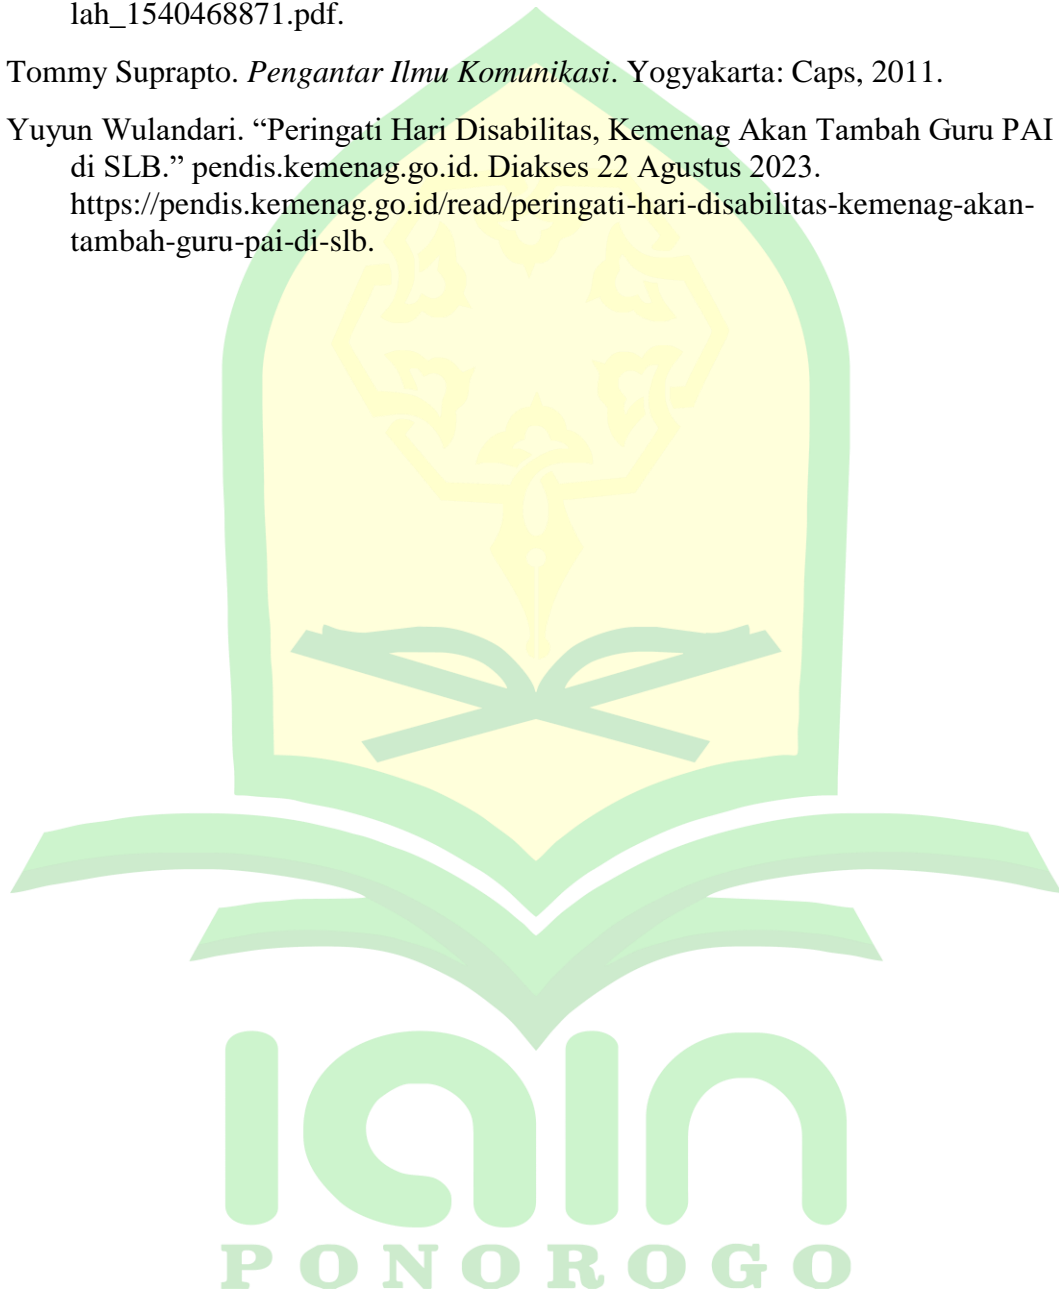 lah_1540468871.pdf.
Tommy Suprapto. Pengantar Ilmu Komunikasi. Yogyakarta: Caps, 2011.
Yuyun Wulandari. “Peringati Hari Disabilitas, Kemenag Akan Tambah Guru PAI
di SLB.” pendis.kemenag.go.id. Diakses 22 Agustus 2023.
https://pendis.kemenag.go.id/read/peringati-hari-disabilitas-kemenag-akan-
tambah-guru-pai-di-slb.
iain
PONOROGO